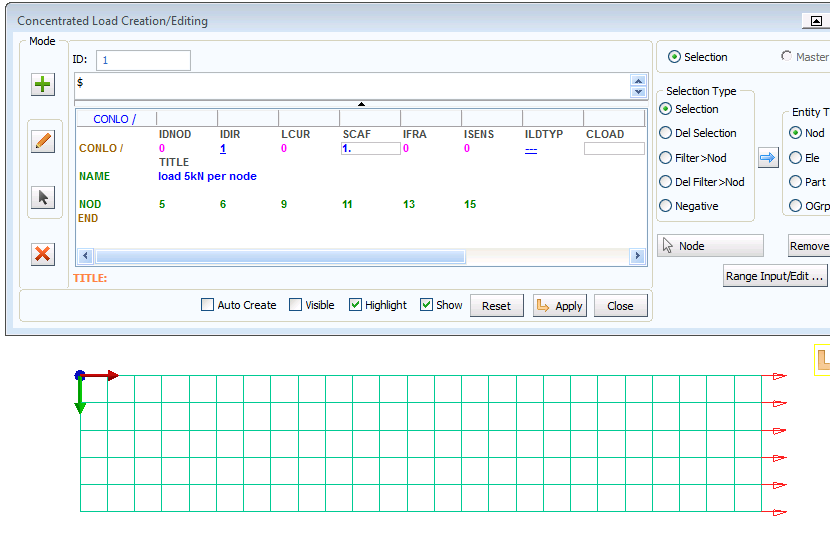 Concentrated Load Creation/Editing
Mode
ID: 1
$
CONLO /
IDNOD IDIR LCUR SCAF IFRA ISENS ILDTYP CLOAD
CONLO / 0 1 0 1. 0 0 ---
TITLE
NAME load 5kN per node
NOD 5 6 9 11 13 15
END
TITLE:
Auto Create Visible Highlight Show Reset Apply Close
Selection Master
Selection Type
Selection
Del Selection
Filter>Nod
Del Filter>Nod
Negative
Entity T
Nod
Ele
Part
OGrp
Node Remove
Range Input/Edit ...